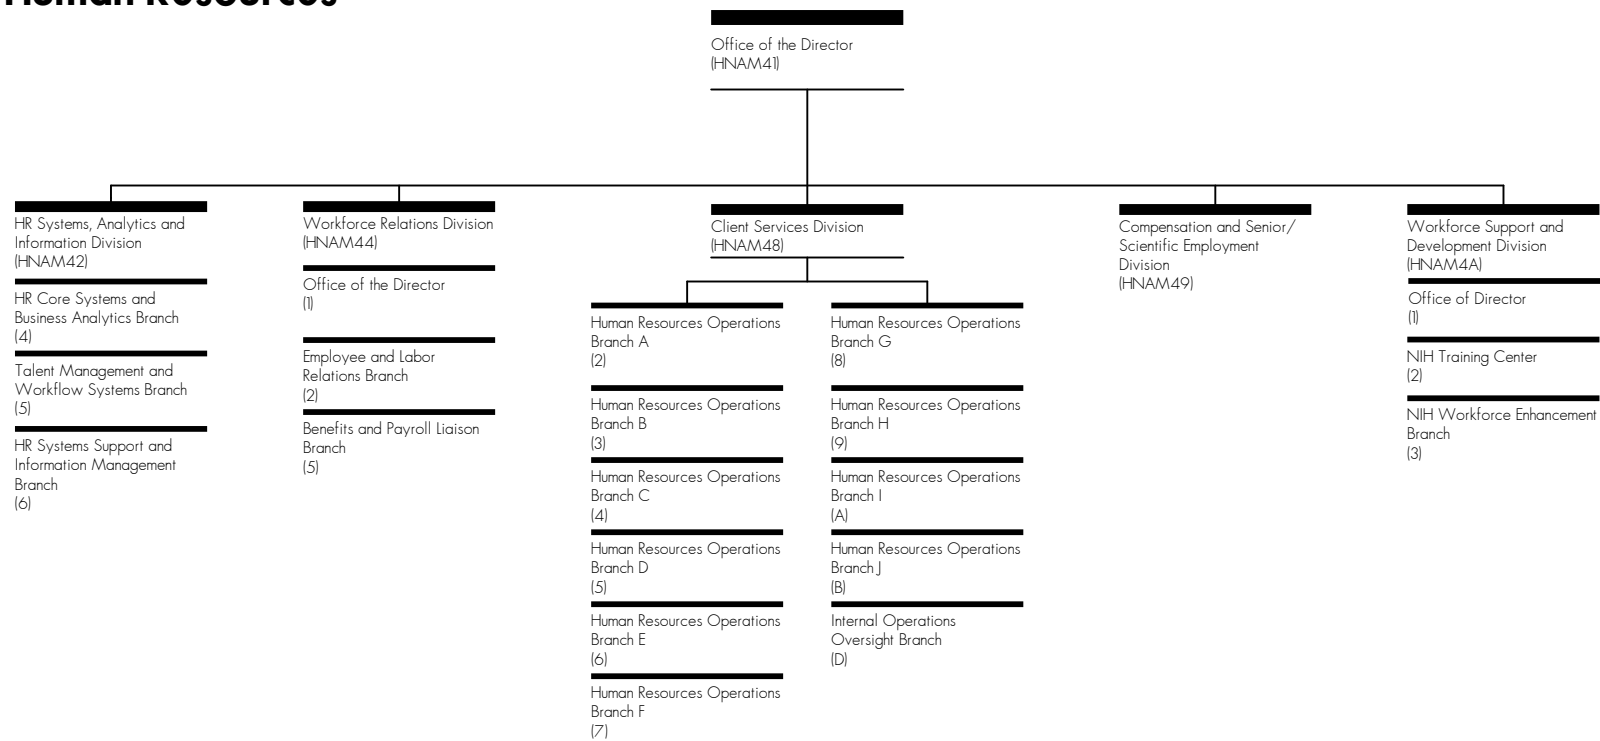 Human Resources
Office of the Director
(HNAM41)
HR Systems, Analytics and
Information Division
(HNAM42)
HR Core Systems and
Business Analytics Branch
(4)
Talent Management and
Workflow Systems Branch
(5)
HR Systems Support and
Information Management
Branch
(6)
Workforce Relations Division
(HNAM44)
Office of the Director
(1)
Employee and Labor
Relations Branch
(2)
Benefits and Payroll Liaison
Branch
(5)
Client Services Division
(HNAM48)
Human Resources Operations
Branch A
(2)
Human Resources Operations
Branch B
(3)
Human Resources Operations
Branch C
(4)
Human Resources Operations
Branch D
(5)
Human Resources Operations
Branch E
(6)
Human Resources Operations
Branch F
(7)
Human Resources Operations
Branch G
(8)
Human Resources Operations
Branch H
(9)
Human Resources Operations
Branch I
(A)
Human Resources Operations
Branch J
(B)
Internal Operations
Oversight Branch
(D)
Compensation and Senior/
Scientific Employment
Division
(HNAM49)
Workforce Support and
Development Division
(HNAM4A)
Office of Director
(1)
NIH Training Center
(2)
NIH Workforce Enhancement
Branch
(3)